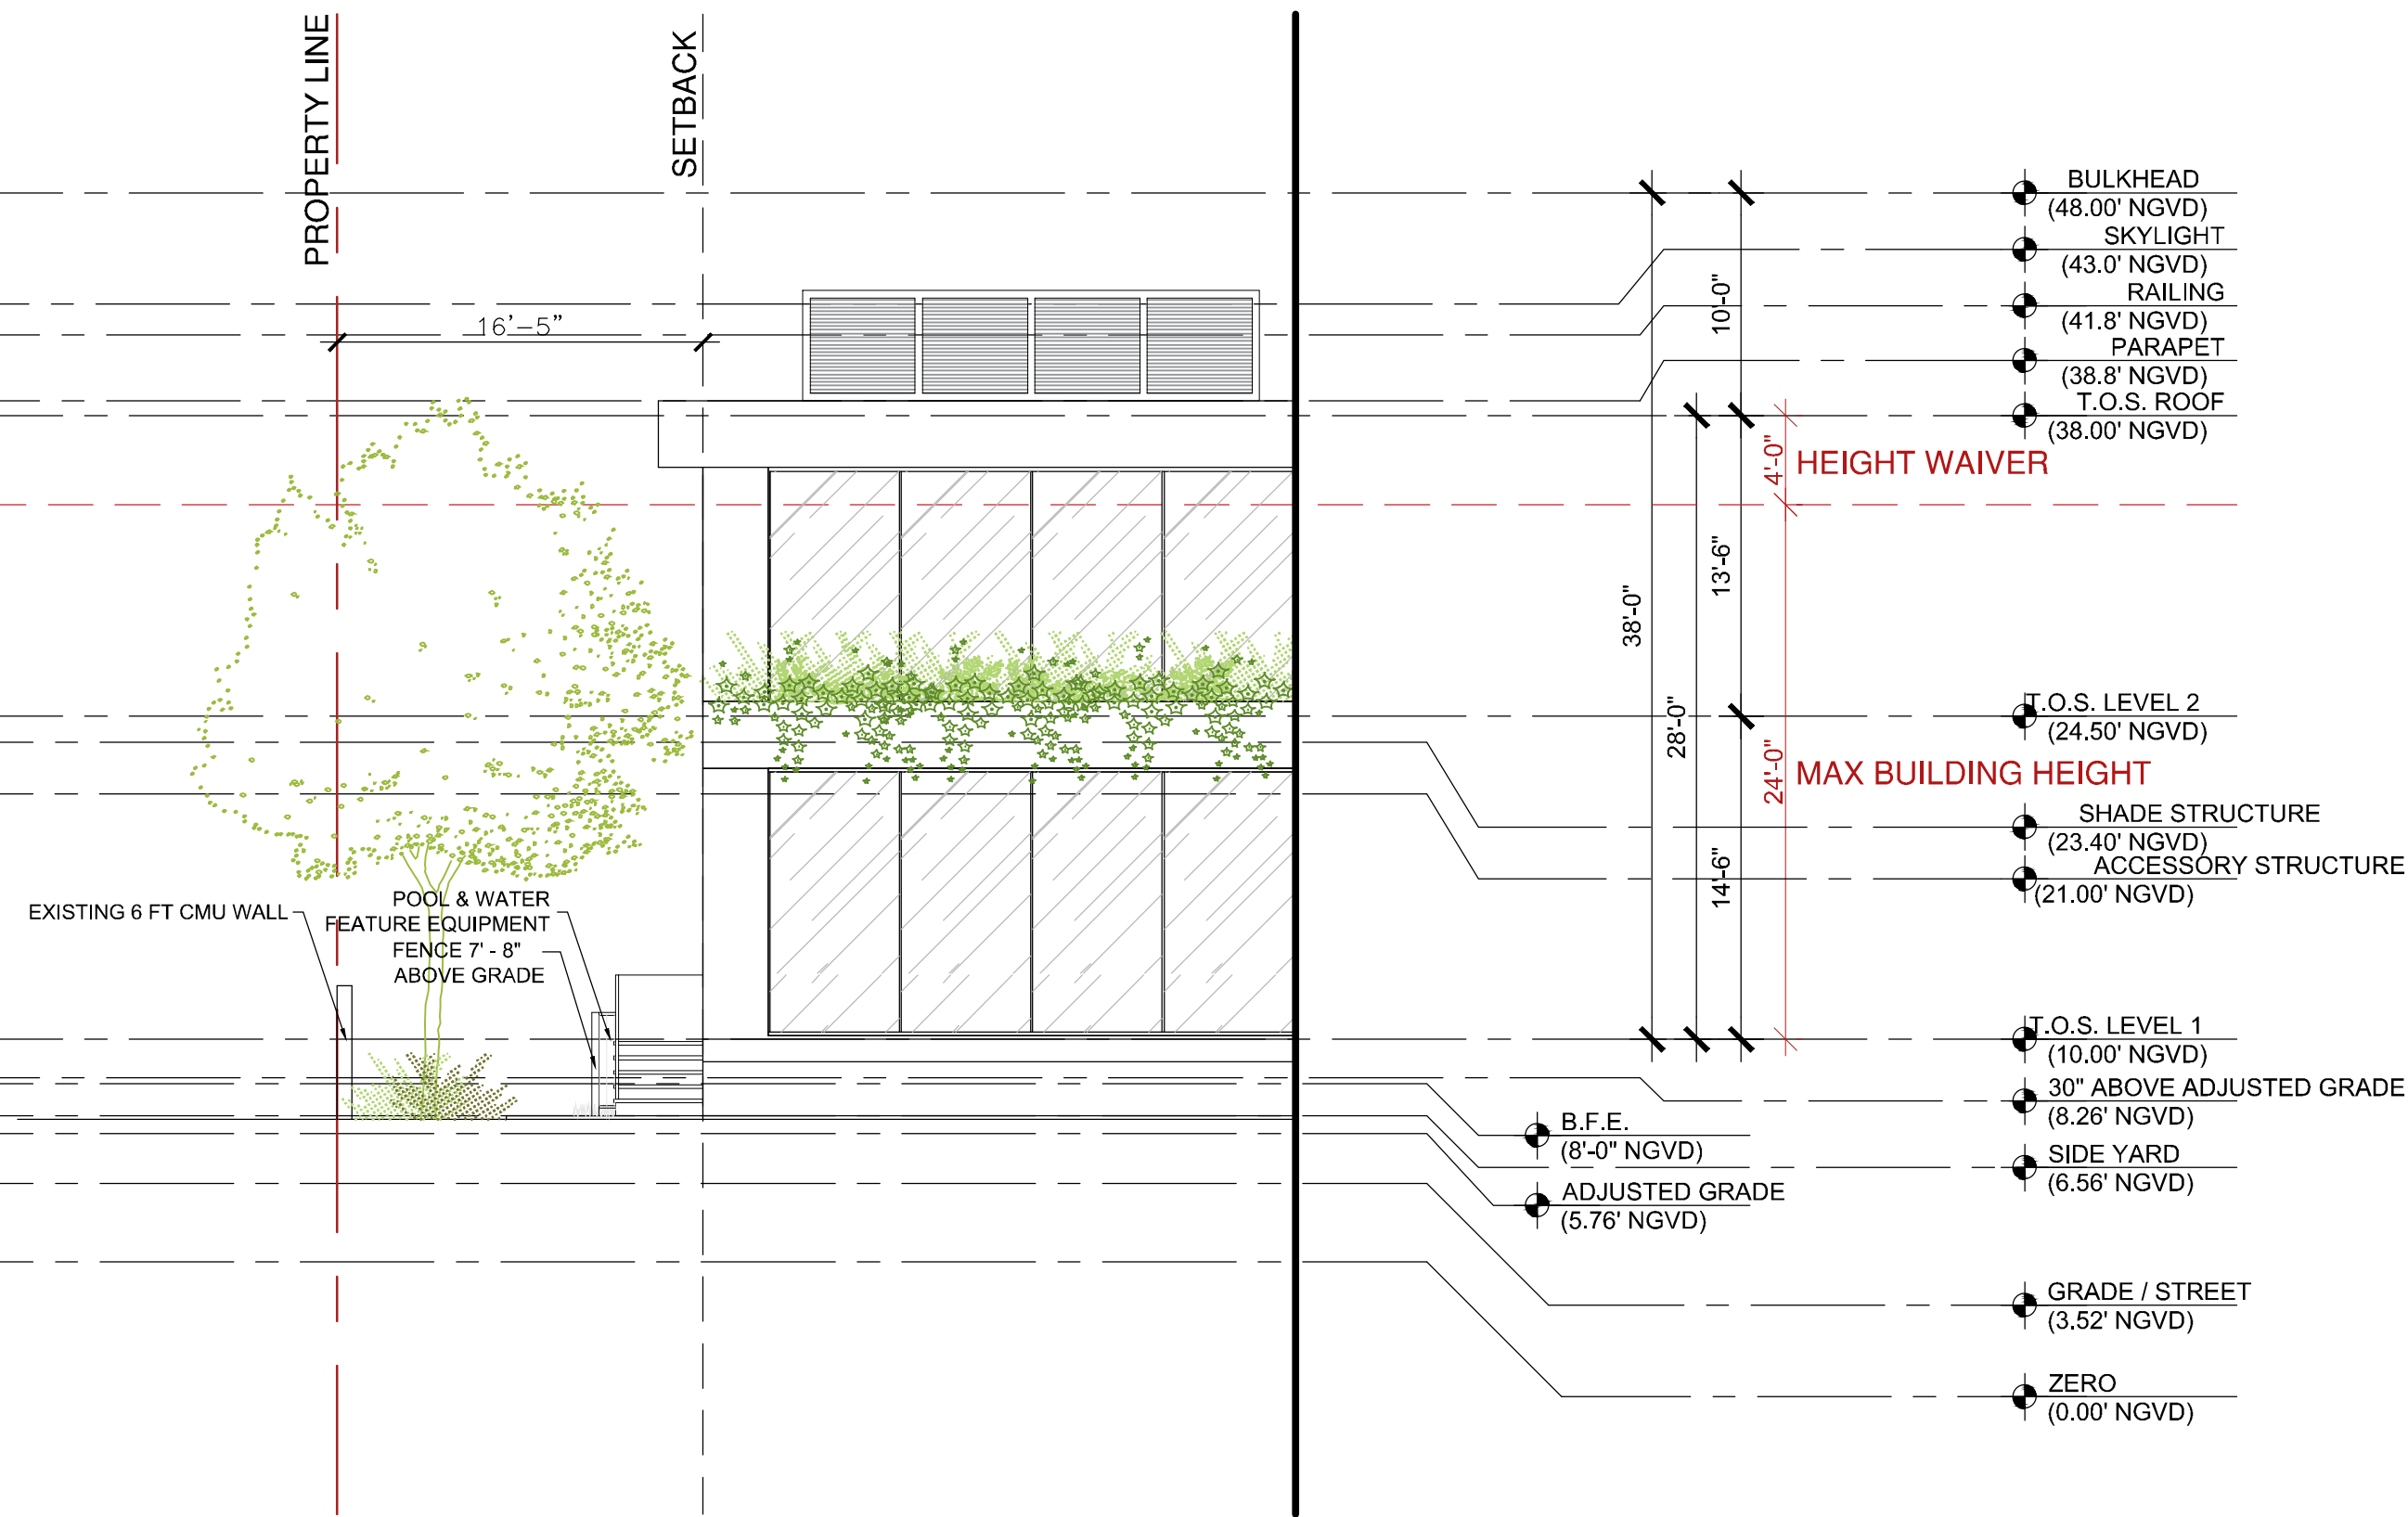 PROPERTY LINE
SETBACK
16'-5"
BULKHEAD
(48.00' NGVD)
SKYLIGHT
(43.0' NGVD)
RAILING
(41.8' NGVD)
PARAPET
(38.8' NGVD)
T.O.S. ROOF
(38.00' NGVD)
10'-0"
4'-0"
HEIGHT WAIVER
13'-6"
38'-0"
28'-0"
T.O.S. LEVEL 2
(24.50' NGVD)
24'-0"
MAX BUILDING HEIGHT
SHADE STRUCTURE
(23.40' NGVD)
ACCESSORY STRUCTURE
(21.00' NGVD)
14'-6"
EXISTING 6 FT CMU WALL
POOL & WATER
FEATURE EQUIPMENT
FENCE 7' - 8"
ABOVE GRADE
T.O.S. LEVEL 1
(10.00' NGVD)
30" ABOVE ADJUSTED GRADE
(8.26' NGVD)
B.F.E.
(8'-0" NGVD)
SIDE YARD
(6.56' NGVD)
ADJUSTED GRADE
(5.76' NGVD)
GRADE / STREET
(3.52' NGVD)
ZERO
(0.00' NGVD)